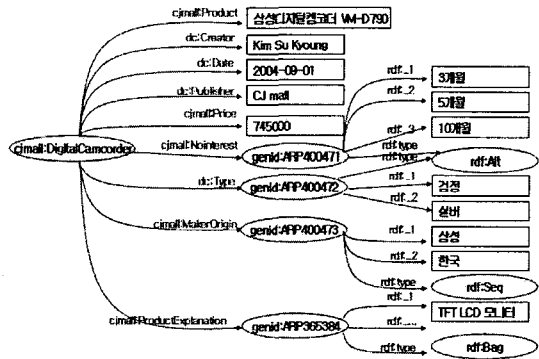 cjmall:Product
삼성디지털캠코더 VM-D790
dc:Creator
Kim Su Kyoung
dc:Date
2004-09-01
dc:Publisher
CJ mall
cjmall:Price
745000
cjmall:DigitalCamcorder
cjmall:Nointerest
genid:ARP400471
rdf:_1
3개월
rdf:_2
5개월
rdf:_3
10개월
rdf:type
rdf:type
rdf:Alt
dc:Type
genid:ARP400472
rdf:_1
검정
rdf:_2
실버
cjmall:MakerOrigin
genid:ARP400473
rdf:_1
삼성
rdf:_2
한국
rdf:type
rdf:Seq
cjmall:ProductExplanation
genid:ARP365384
rdf:_1
TFT LCD 모니터
rdf:_...
rdf:type
rdf:Bag